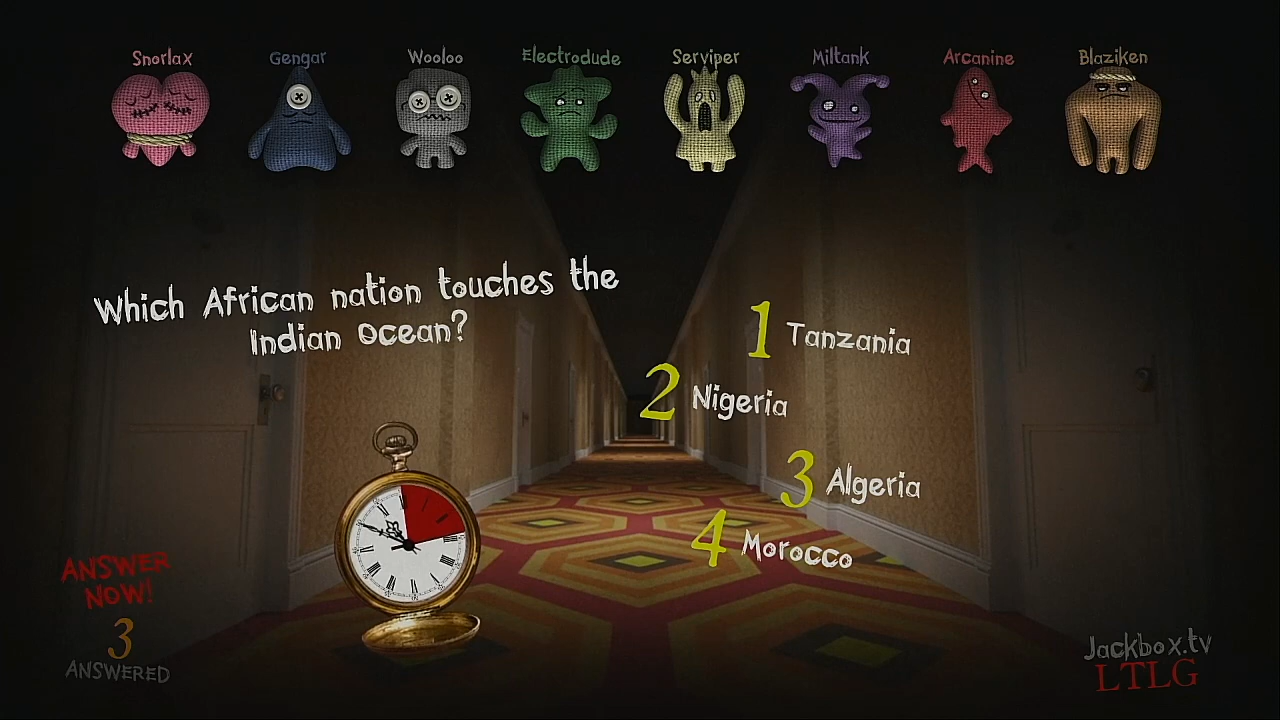 Snorlax
Gengar
Wooloo
Electrodude
Serviper
Miltank
Arcanine
Blaziken
Which African nation touches the
Indian Ocean?
1 Tanzania
2 Nigeria
3 Algeria
4 Morocco
ANSWER
NOW!
3
ANSWERED
Jackbox.tv
LTLG